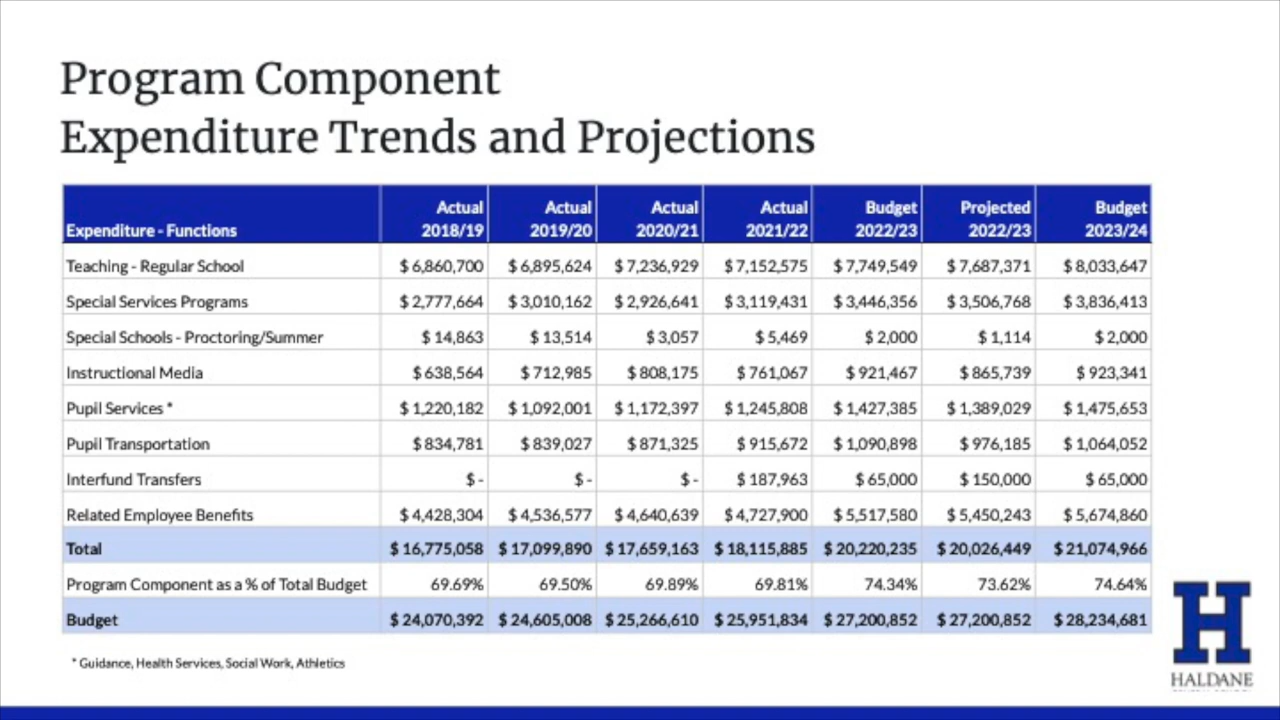 Program Component
Expenditure Trends and Projections
Expenditure - Functions Actual 2018/19 Actual 2019/20 Actual 2020/21 Actual 2021/22 Budget 2022/23 Projected 2022/23 Budget 2023/24
Teaching - Regular School $ 6,860,700 $ 6,895,624 $ 7,236,929 $ 7,152,575 $ 7,749,549 $ 7,687,371 $ 8,033,647
Special Services Programs $ 2,777,664 $ 3,010,162 $ 2,926,641 $ 3,119,431 $ 3,446,356 $ 3,506,768 $ 3,836,413
Special Schools - Proctoring/Summer $ 14,863 $ 13,514 $ 3,057 $ 5,469 $ 2,000 $ 1,114 $ 2,000
Instructional Media $ 638,564 $ 712,985 $ 808,175 $ 761,067 $ 921,467 $ 865,739 $ 923,341
Pupil Services * $ 1,220,182 $ 1,092,001 $ 1,172,397 $ 1,245,808 $ 1,427,385 $ 1,389,029 $ 1,475,653
Pupil Transportation $ 834,781 $ 839,027 $ 871,325 $ 915,672 $ 1,090,898 $ 976,185 $ 1,064,052
Interfund Transfers $ - $ - $ - $ 187,963 $ 65,000 $ 150,000 $ 65,000
Related Employee Benefits $ 4,428,304 $ 4,536,577 $ 4,640,639 $ 4,727,900 $ 5,517,580 $ 5,450,243 $ 5,674,860
Total $ 16,775,058 $ 17,099,890 $ 17,659,163 $ 18,115,885 $ 20,220,235 $ 20,026,449 $ 21,074,966
Program Component as a % of Total Budget 69.69% 69.50% 69.89% 69.81% 74.34% 73.62% 74.64%
Budget $ 24,070,392 $ 24,605,008 $ 25,266,610 $ 25,951,834 $ 27,200,852 $ 27,200,852 $ 28,234,681
* Guidance, Health Services, Social Work, Athletics
H
HALDANE